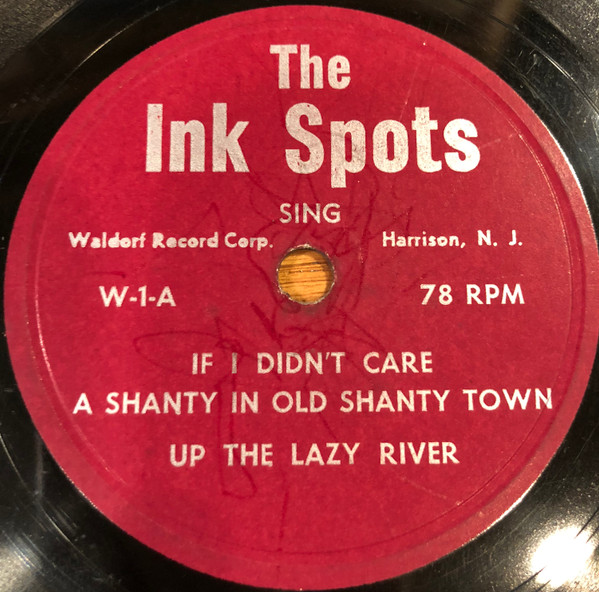 The
Ink Spots
SING
Waldorf Record Corp. Harrison, N. J.
W-1-A 78 RPM
IF I DIDN'T CARE
A SHANTY IN OLD SHANTY TOWN
UP THE LAZY RIVER